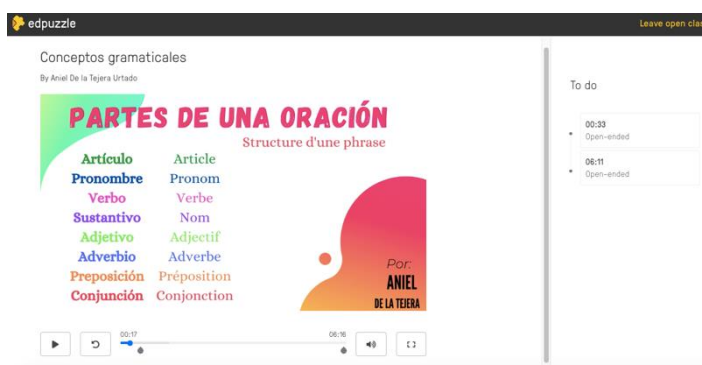 edpuzzle
Leave open clas
Conceptos gramaticales
By Aniel De la Tejera Urtado
To do
PARTES DE UNA ORACIÓN
Structure d'une phrase
Artículo Article
Pronombre Pronom
Verbo Verbe
Sustantivo Nom
Adjetivo Adjectif
Adverbio Adverbe
Preposición Préposition
Conjunción Conjonction
Por:
ANIEL
DE LA TEJERA
00:33
Open-ended
06:11
Open-ended
00:17
06:16